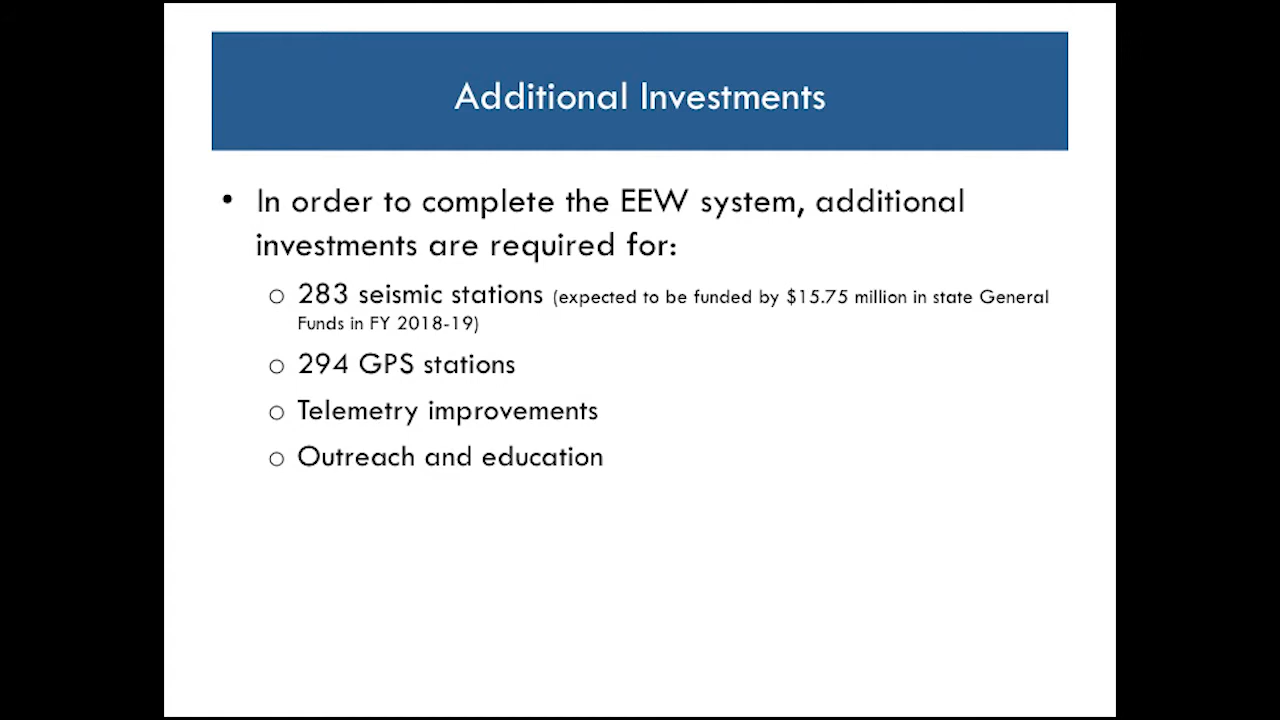 Additional Investments
• In order to complete the EEW system, additional
investments are required for:
o 283 seismic stations (expected to be funded by $15.75 million in state General
Funds in FY 2018-19)
o 294 GPS stations
o Telemetry improvements
o Outreach and education